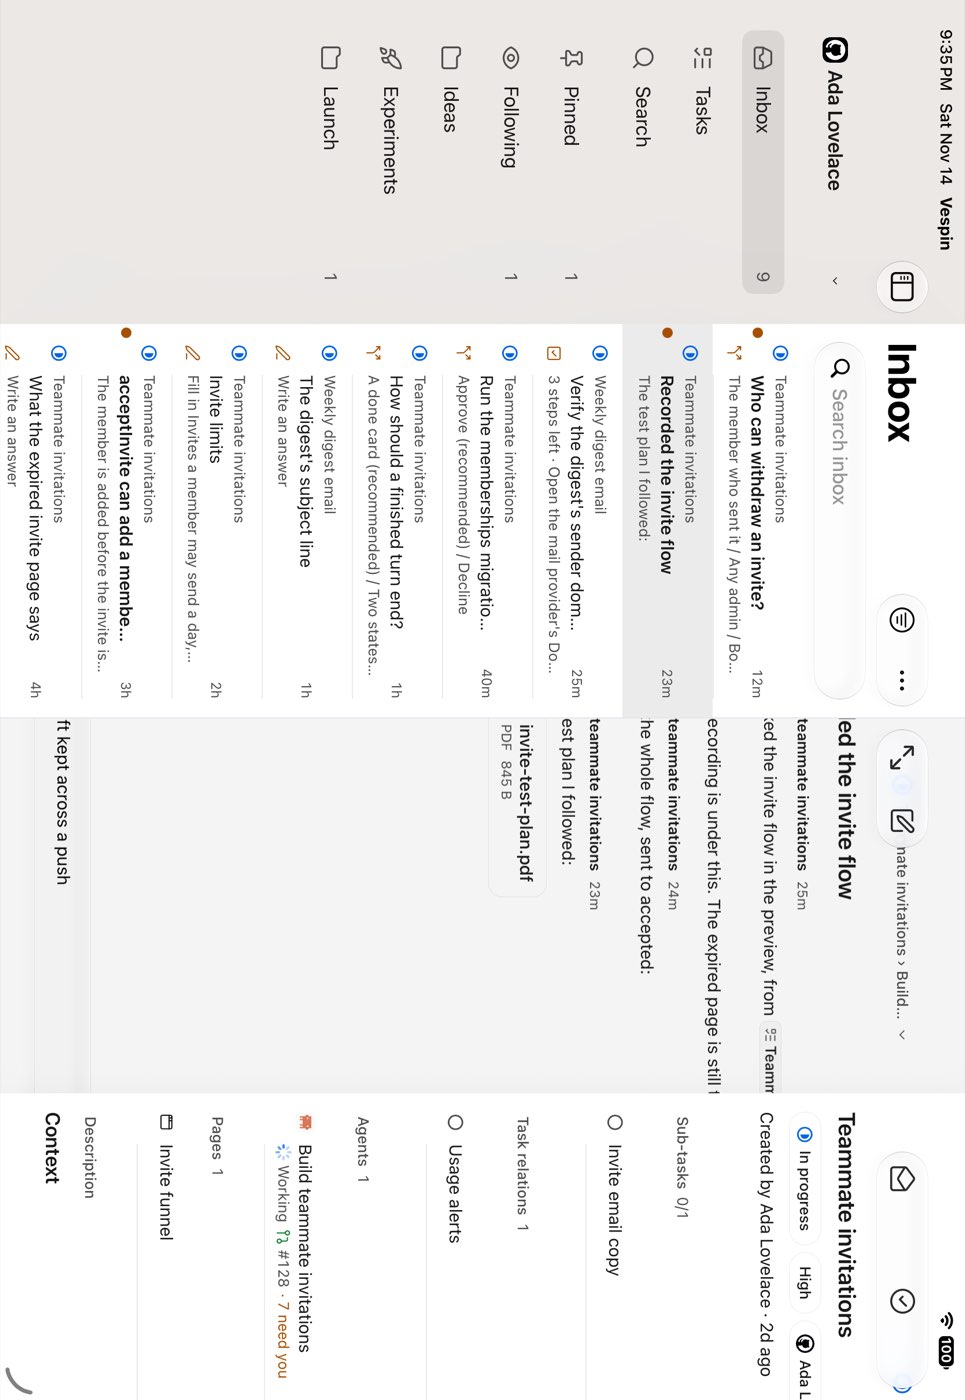 9:35 PM Sat Nov 14 Vespin
100
Ada Lovelace
Inbox 9
Tasks
Search
Pinned 1
Following 1
Ideas
Experiments
Launch 1
Inbox
Search inbox
Teammate invitations
Who can withdraw an invite? 12m
The member who sent it / Any admin / Bo...
Teammate invitations
Recorded the invite flow 23m
The test plan I followed:
Weekly digest email
Verify the digest's sender dom... 25m
3 steps left · Open the mail provider's Do...
Teammate invitations
Run the memberships migratio... 40m
Approve (recommended) / Decline
Teammate invitations
How should a finished turn end? 1h
A done card (recommended) / Two states...
Weekly digest email
The digest's subject line 1h
Write an answer
Teammate invitations
Invite limits 2h
Fill in Invites a member may send a day,...
Teammate invitations
acceptInvite can add a membe... 3h
The member is added before the invite is...
Teammate invitations
What the expired invite page says 4h
Write an answer
mate invitations › Build...
led the invite flow
teammate invitations 25m
ked the invite flow in the preview, from Teamm
ecording is under this. The expired page is still t
teammate invitations 24m
he whole flow, sent to accepted:
teammate invitations 23m
est plan I followed:
invite-test-plan.pdf
PDF 845 B
ft kept across a push
Teammate invitations
In progress High Ada L
Created by Ada Lovelace · 2d ago
Sub-tasks 0/1
Invite email copy
Task relations 1
Usage alerts
Agents 1
Build teammate invitations
Working #128 · 7 need you
Pages 1
Invite funnel
Description
Context